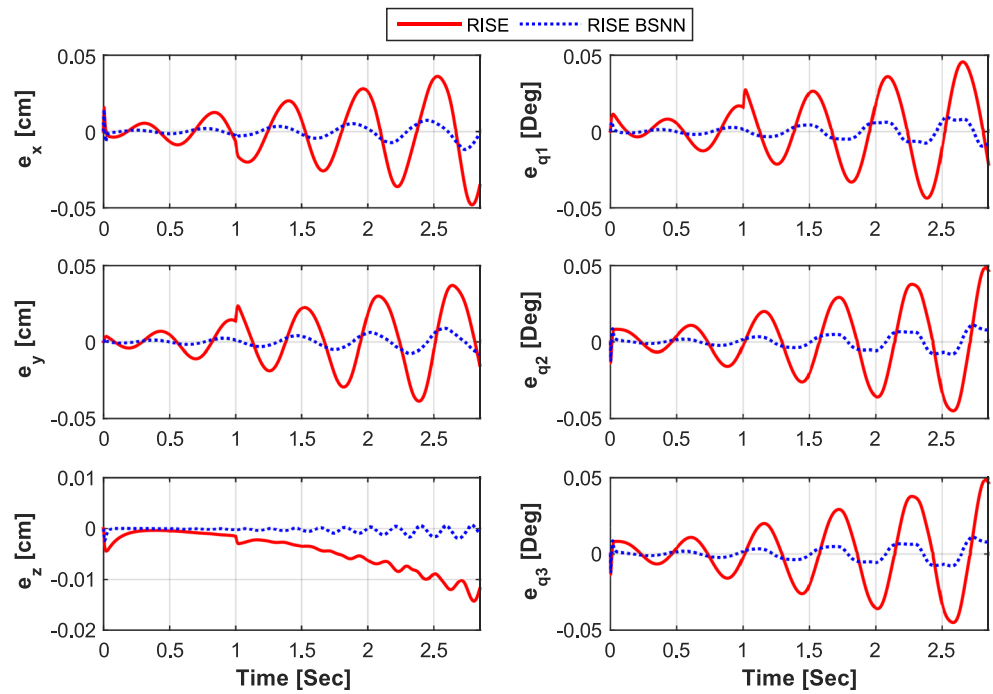 RISE RISE BSNN
0.05
0
-0.05
e_x [cm]
0 0.5 1 1.5 2 2.5
0.05
0
-0.05
e_q1 [Deg]
0 0.5 1 1.5 2 2.5
0.05
0
-0.05
e_y [cm]
0 0.5 1 1.5 2 2.5
0.05
0
-0.05
e_q2 [Deg]
0 0.5 1 1.5 2 2.5
0.01
0
-0.01
-0.02
e_z [cm]
0 0.5 1 1.5 2 2.5
Time [Sec]
0.05
0
-0.05
e_q3 [Deg]
0 0.5 1 1.5 2 2.5
Time [Sec]